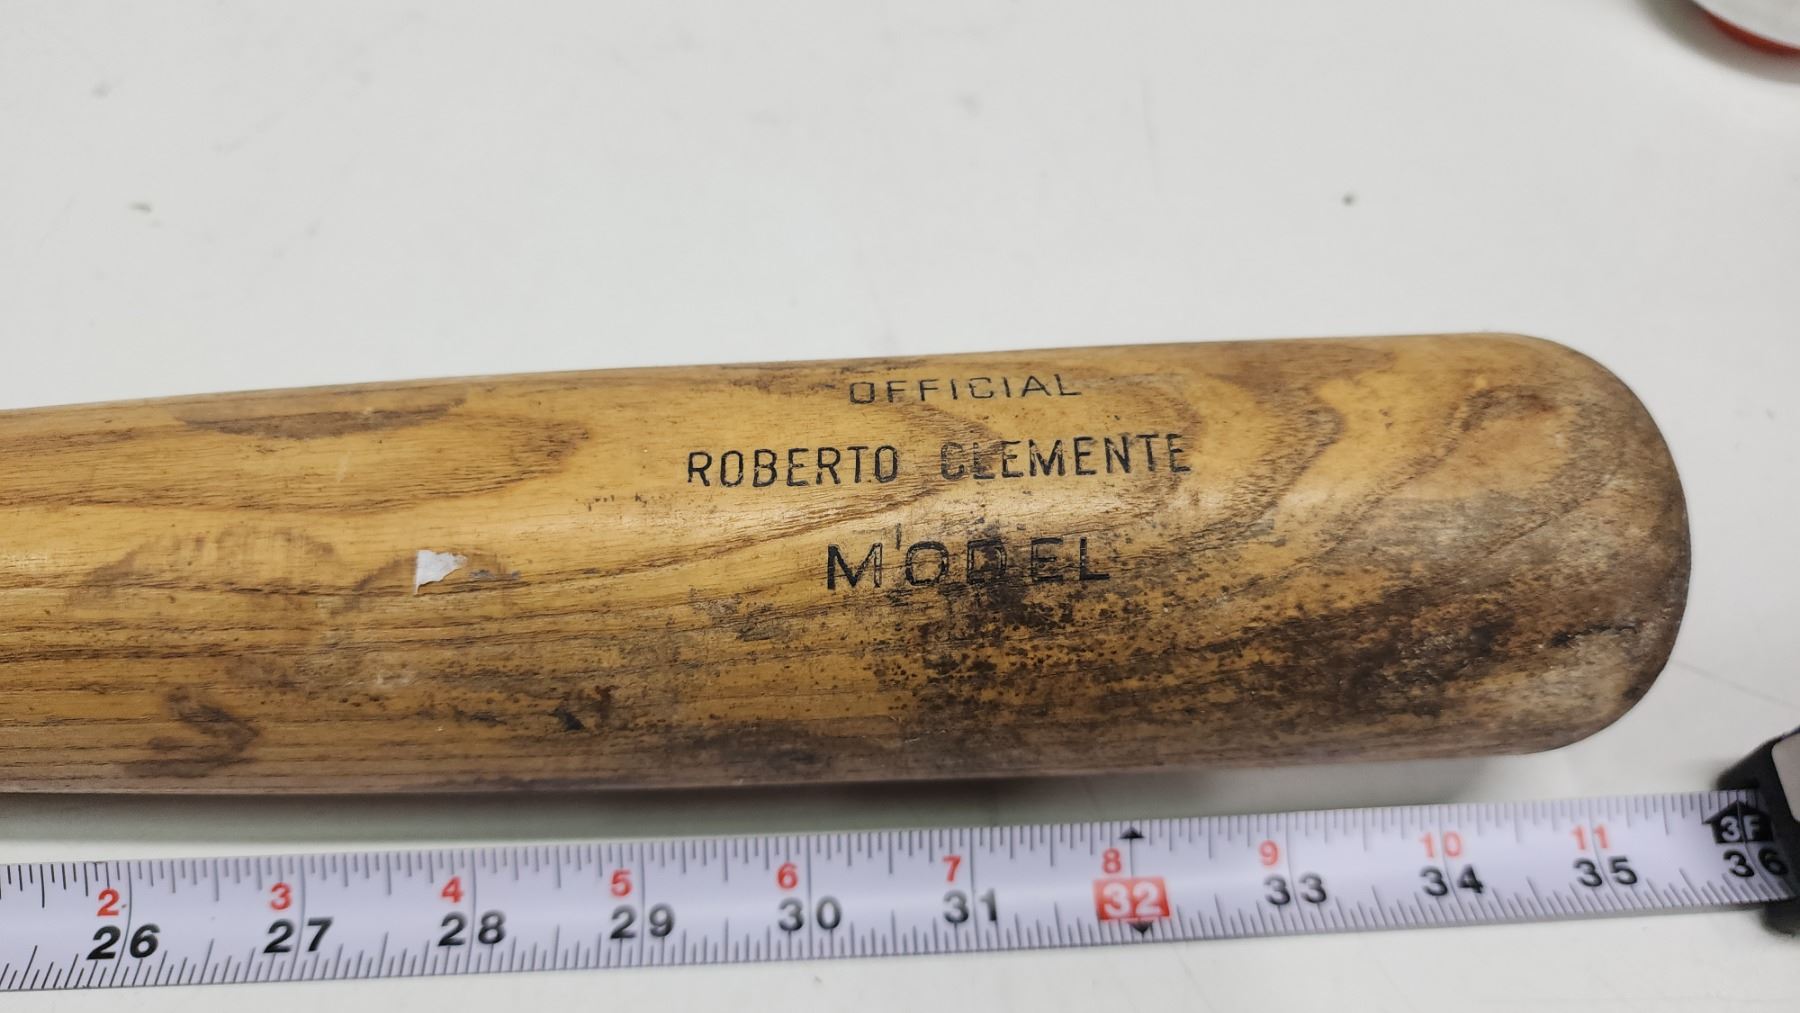 OFFICIAL
ROBERTO CLEMENTE
MODEL
2 3 4 5 6 7 8 9 10 11 3F
26 27 28 29 30 31 32 33 34 35 36